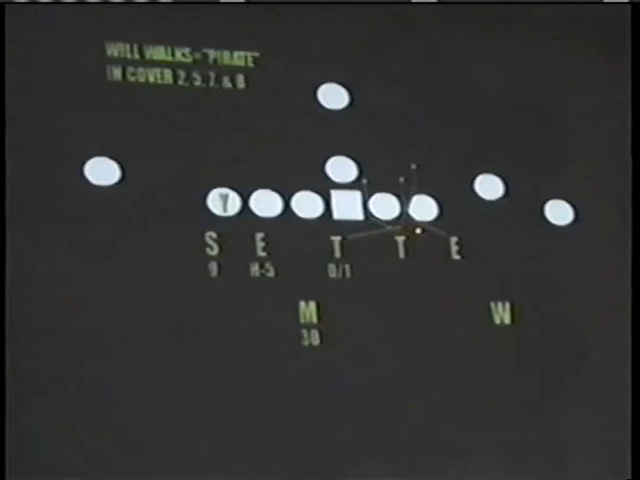 WILL WALKS="PIRATE"
IN COVER 2, 5, 7, & 8
Y
S E T T E
9 H-5 0/1
M W
30